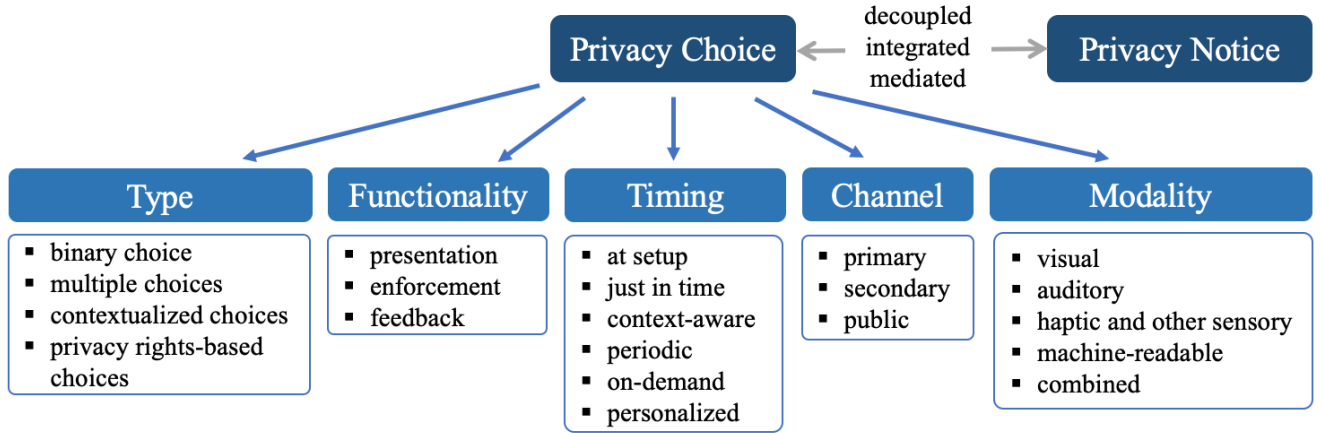 Privacy Choice
decoupled
integrated
mediated
Privacy Notice
Type
binary choice
multiple choices
contextualized choices
privacy rights-based
choices
Functionality
presentation
enforcement
feedback
Timing
at setup
just in time
context-aware
periodic
on-demand
personalized
Channel
primary
secondary
public
Modality
visual
auditory
haptic and other sensory
machine-readable
combined